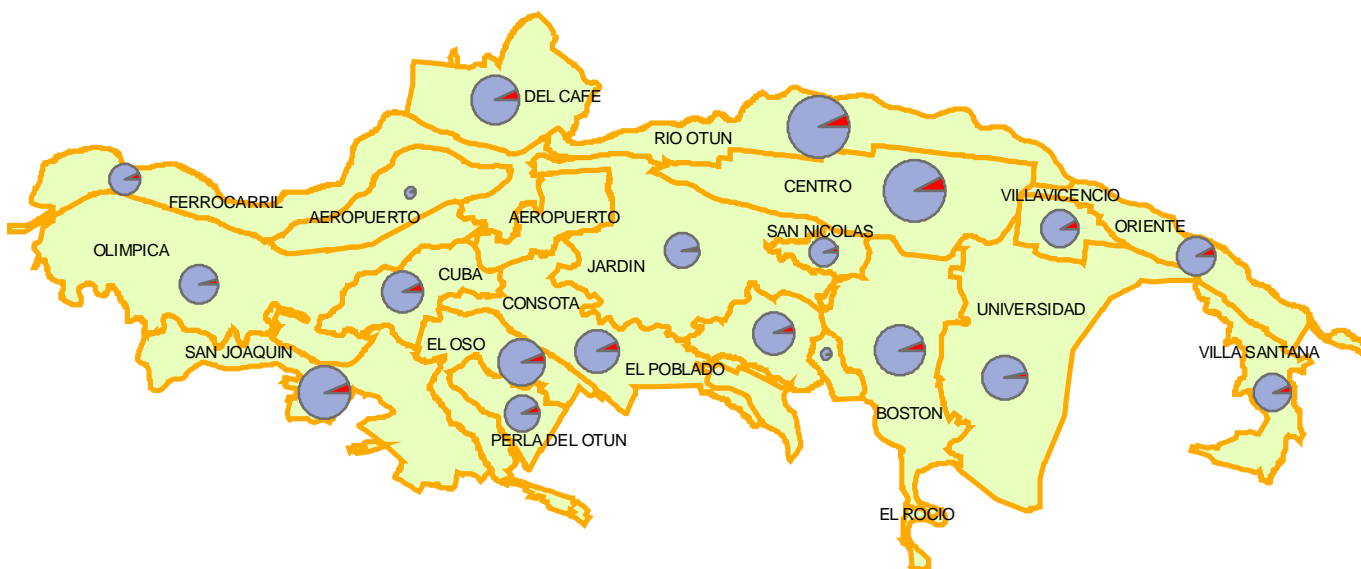 DEL CAFE
RIO OTUN
CENTRO
VILLAVICENCIO
FERROCARRIL
AEROPUERTO
AEROPUERTO
SAN NICOLAS
ORIENTE
OLIMPICA
CUBA
JARDIN
CONSOTA
UNIVERSIDAD
SAN JOAQUIN
EL OSO
EL POBLADO
VILLA SANTANA
PERLA DEL OTUN
BOSTON
EL ROCIO